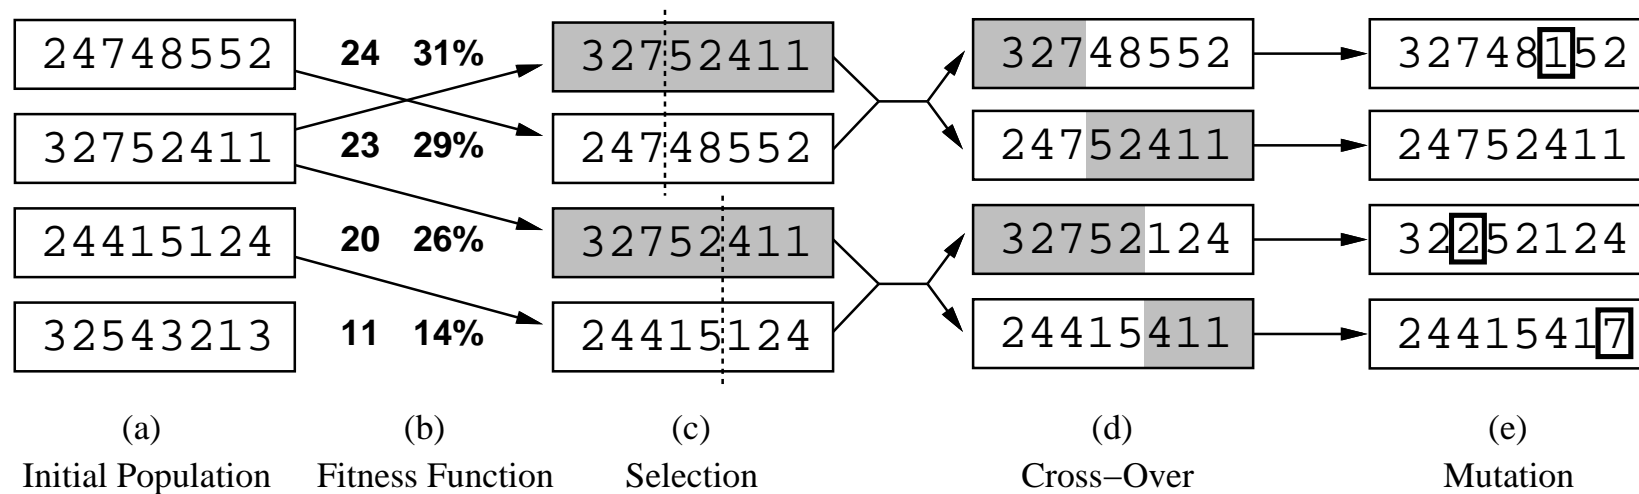 24748552 24 31% 32752411 32748552 32748152
32752411 23 29% 24748552 24752411 24752411
24415124 20 26% 32752411 32752124 32252124
32543213 11 14% 24415124 24415411 24415417
(a) (b) (c) (d) (e)
Initial Population Fitness Function Selection Cross−Over Mutation